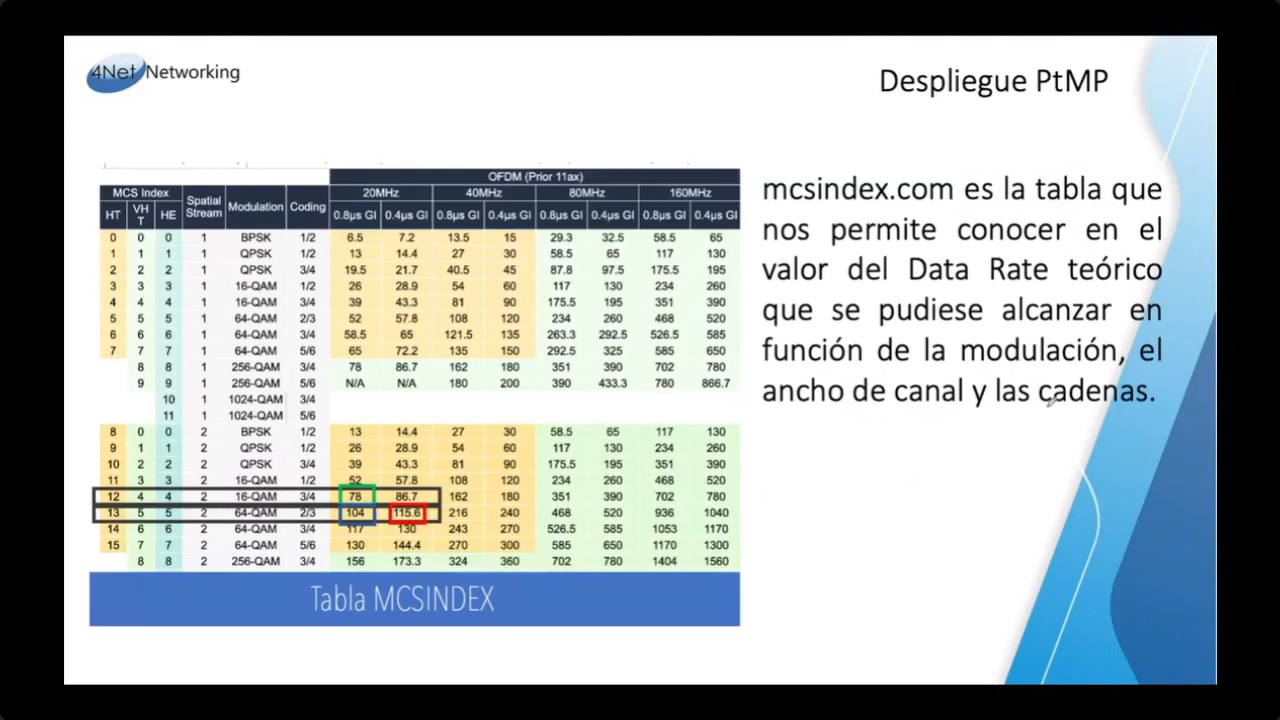 4Net Networking
Despliegue PtMP
OFDM (Prior 11ax)
MCS Index Spatial Stream Modulation Coding 20MHz 40MHz 80MHz 160MHz
HT VHT HE 0.8µs GI 0.4µs GI 0.8µs GI 0.4µs GI 0.8µs GI 0.4µs GI 0.8µs GI 0.4µs GI
0 0 0 1 BPSK 1/2 6.5 7.2 13.5 15 29.3 32.5 58.5 65
1 1 1 1 QPSK 1/2 13 14.4 27 30 58.5 65 117 130
2 2 2 1 QPSK 3/4 19.5 21.7 40.5 45 87.8 97.5 175.5 195
3 3 3 1 16-QAM 1/2 26 28.9 54 60 117 130 234 260
4 4 4 1 16-QAM 3/4 39 43.3 81 90 175.5 195 351 390
5 5 5 1 64-QAM 2/3 52 57.8 108 120 234 260 468 520
6 6 6 1 64-QAM 3/4 58.5 65 121.5 135 263.3 292.5 526.5 585
7 7 7 1 64-QAM 5/6 65 72.2 135 150 292.5 325 585 650
8 8 1 256-QAM 3/4 78 86.7 162 180 351 390 702 780
9 9 1 256-QAM 5/6 N/A N/A 180 200 390 433.3 780 866.7
10 1 1024-QAM 3/4
11 1 1024-QAM 5/6
8 0 0 2 BPSK 1/2 13 14.4 27 30 58.5 65 117 130
9 1 1 2 QPSK 1/2 26 28.9 54 60 117 130 234 260
10 2 2 2 QPSK 3/4 39 43.3 81 90 175.5 195 351 390
11 3 3 2 16-QAM 1/2 52 57.8 108 120 234 260 468 520
12 4 4 2 16-QAM 3/4 78 86.7 162 180 351 390 702 780
13 5 5 2 64-QAM 2/3 104 115.6 216 240 468 520 936 1040
14 6 6 2 64-QAM 3/4 117 130 243 270 526.5 585 1053 1170
15 7 7 2 64-QAM 5/6 130 144.4 270 300 585 650 1170 1300
8 8 2 256-QAM 3/4 156 173.3 324 360 702 780 1404 1560
Tabla MCSINDEX
mcsindex.com es la tabla que
nos permite conocer en el
valor del Data Rate teórico
que se pudiese alcanzar en
función de la modulación, el
ancho de canal y las cadenas.